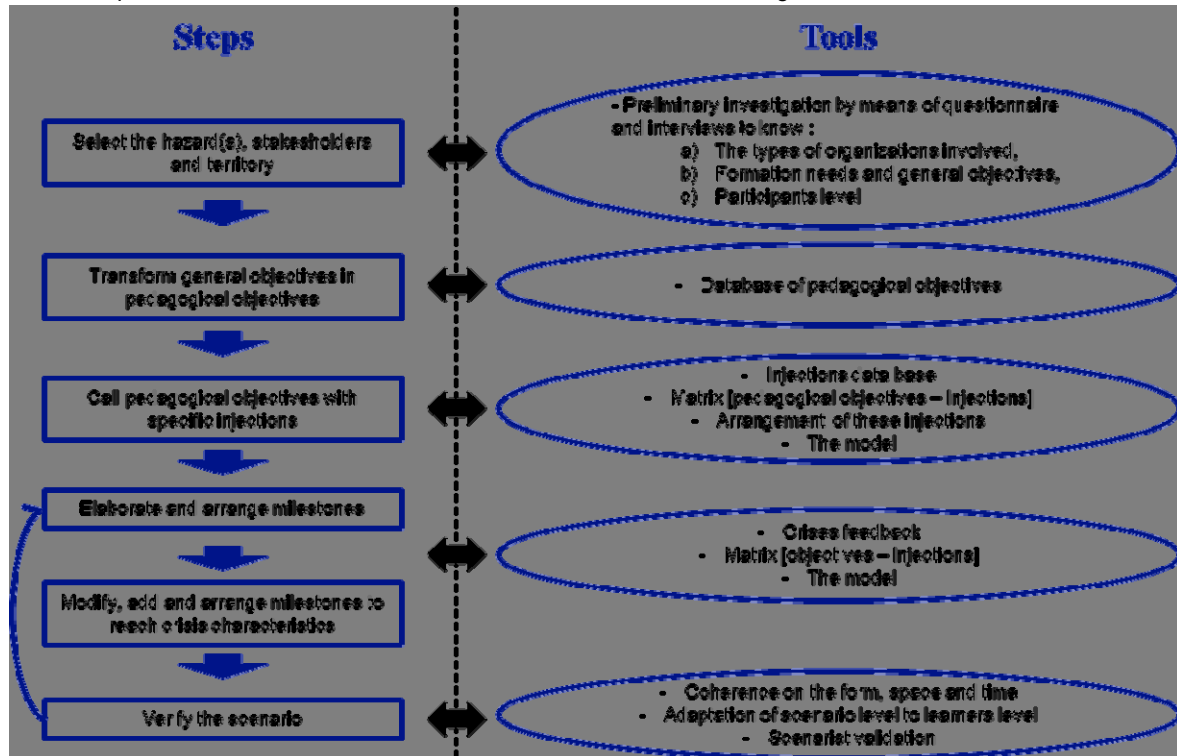 Steps
Tools
Select the hazard(s), stakesholders
and territory
- Preliminary investigation by means of questionnaire
and interviews to know :
a) The types of organizations involved,
b) Formation needs and general objectives,
c) Participants level
Transform general objectives in
pedagogical objectives
- Database of pedagogical objectives
Call pedagogical objectives with
specific injections
- Injections data base
- Matrix [pedagogical objectives – Injections]
- Arrangement of these injections
- The model
Elaborate and arrange milestones
Modify, add and arrange milestones to
reach crisis characteristics
- Crises feedback
- Matrix [objectives – Injections]
- The model
Verify the scenario
- Coherence on the form, space and time
- Adaptation of scenario level to learners level
- Scenarist validation